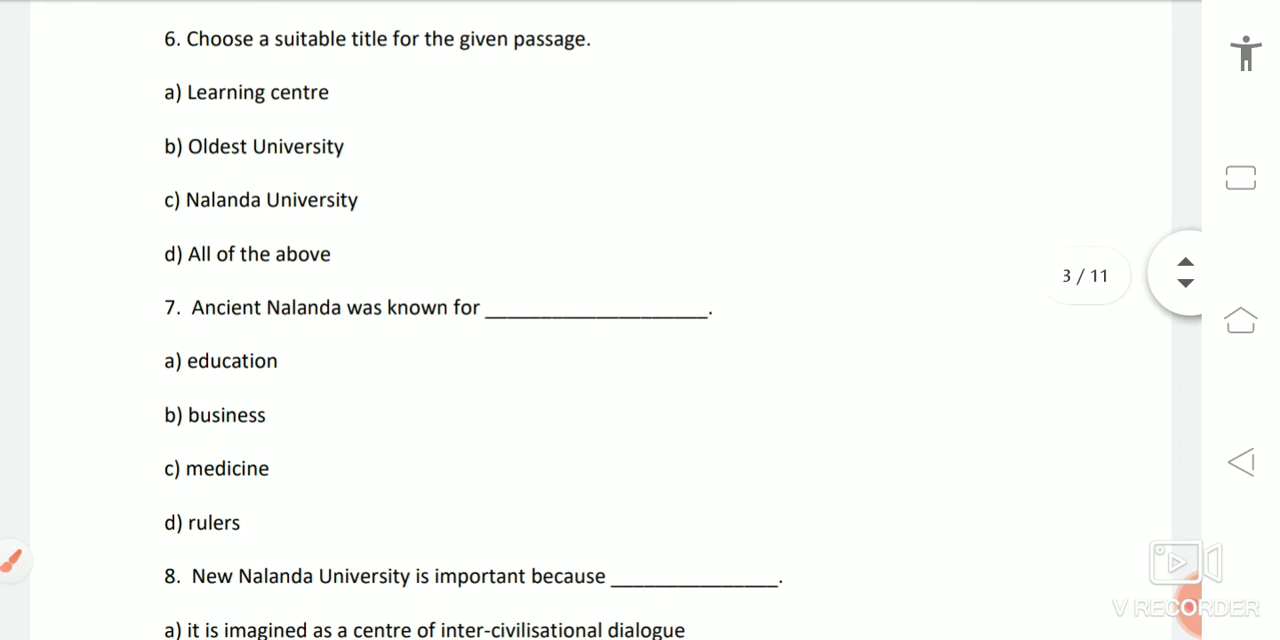 6. Choose a suitable title for the given passage.
a) Learning centre
b) Oldest University
c) Nalanda University
d) All of the above
3 / 11
7.  Ancient Nalanda was known for ____________________.
a) education
b) business
c) medicine
d) rulers
8.  New Nalanda University is important because _______________.
V RECORDER
a) it is imagined as a centre of inter-civilisational dialogue